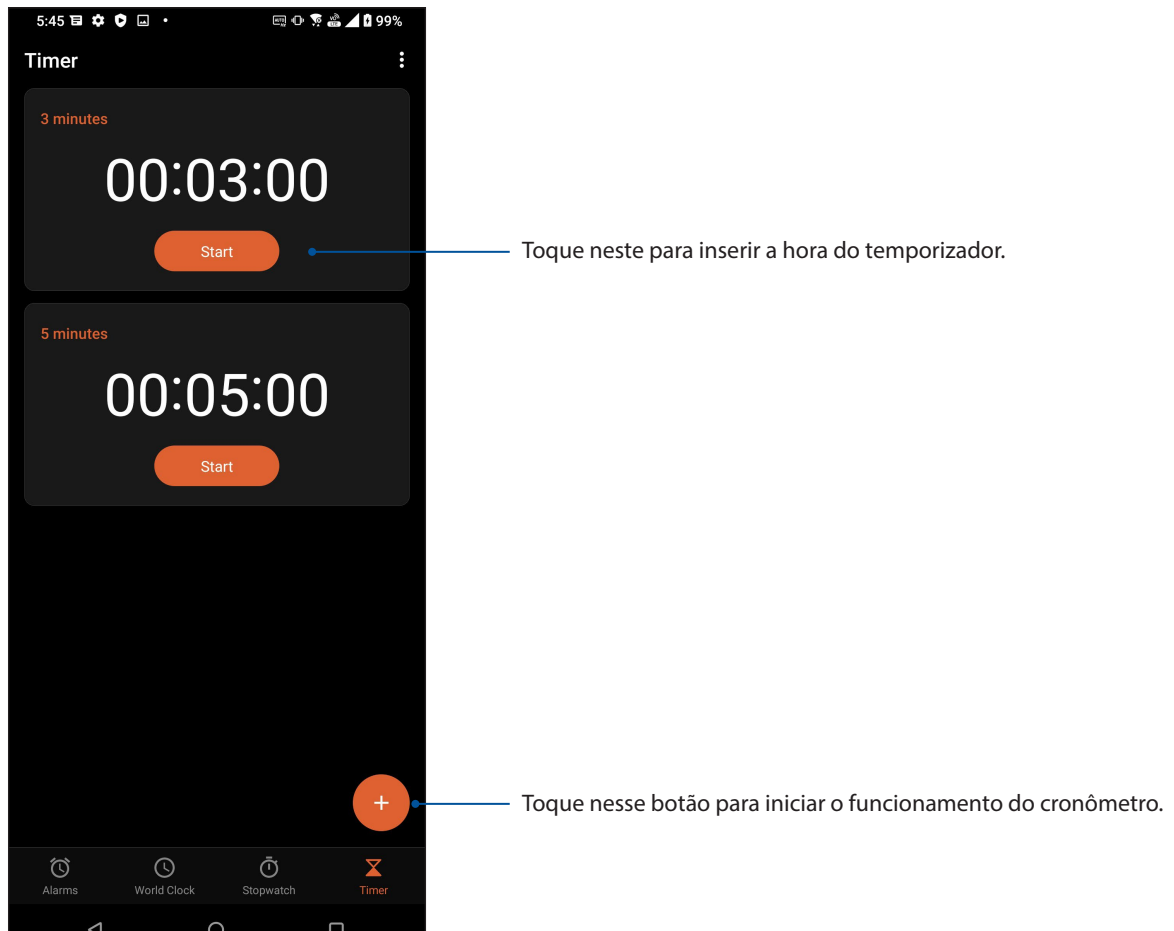 5:45 99%
Timer
3 minutes
00:03:00
Start
Toque neste para inserir a hora do temporizador.
5 minutes
00:05:00
Start
+
Toque nesse botão para iniciar o funcionamento do cronômetro.
Alarms World Clock Stopwatch Timer